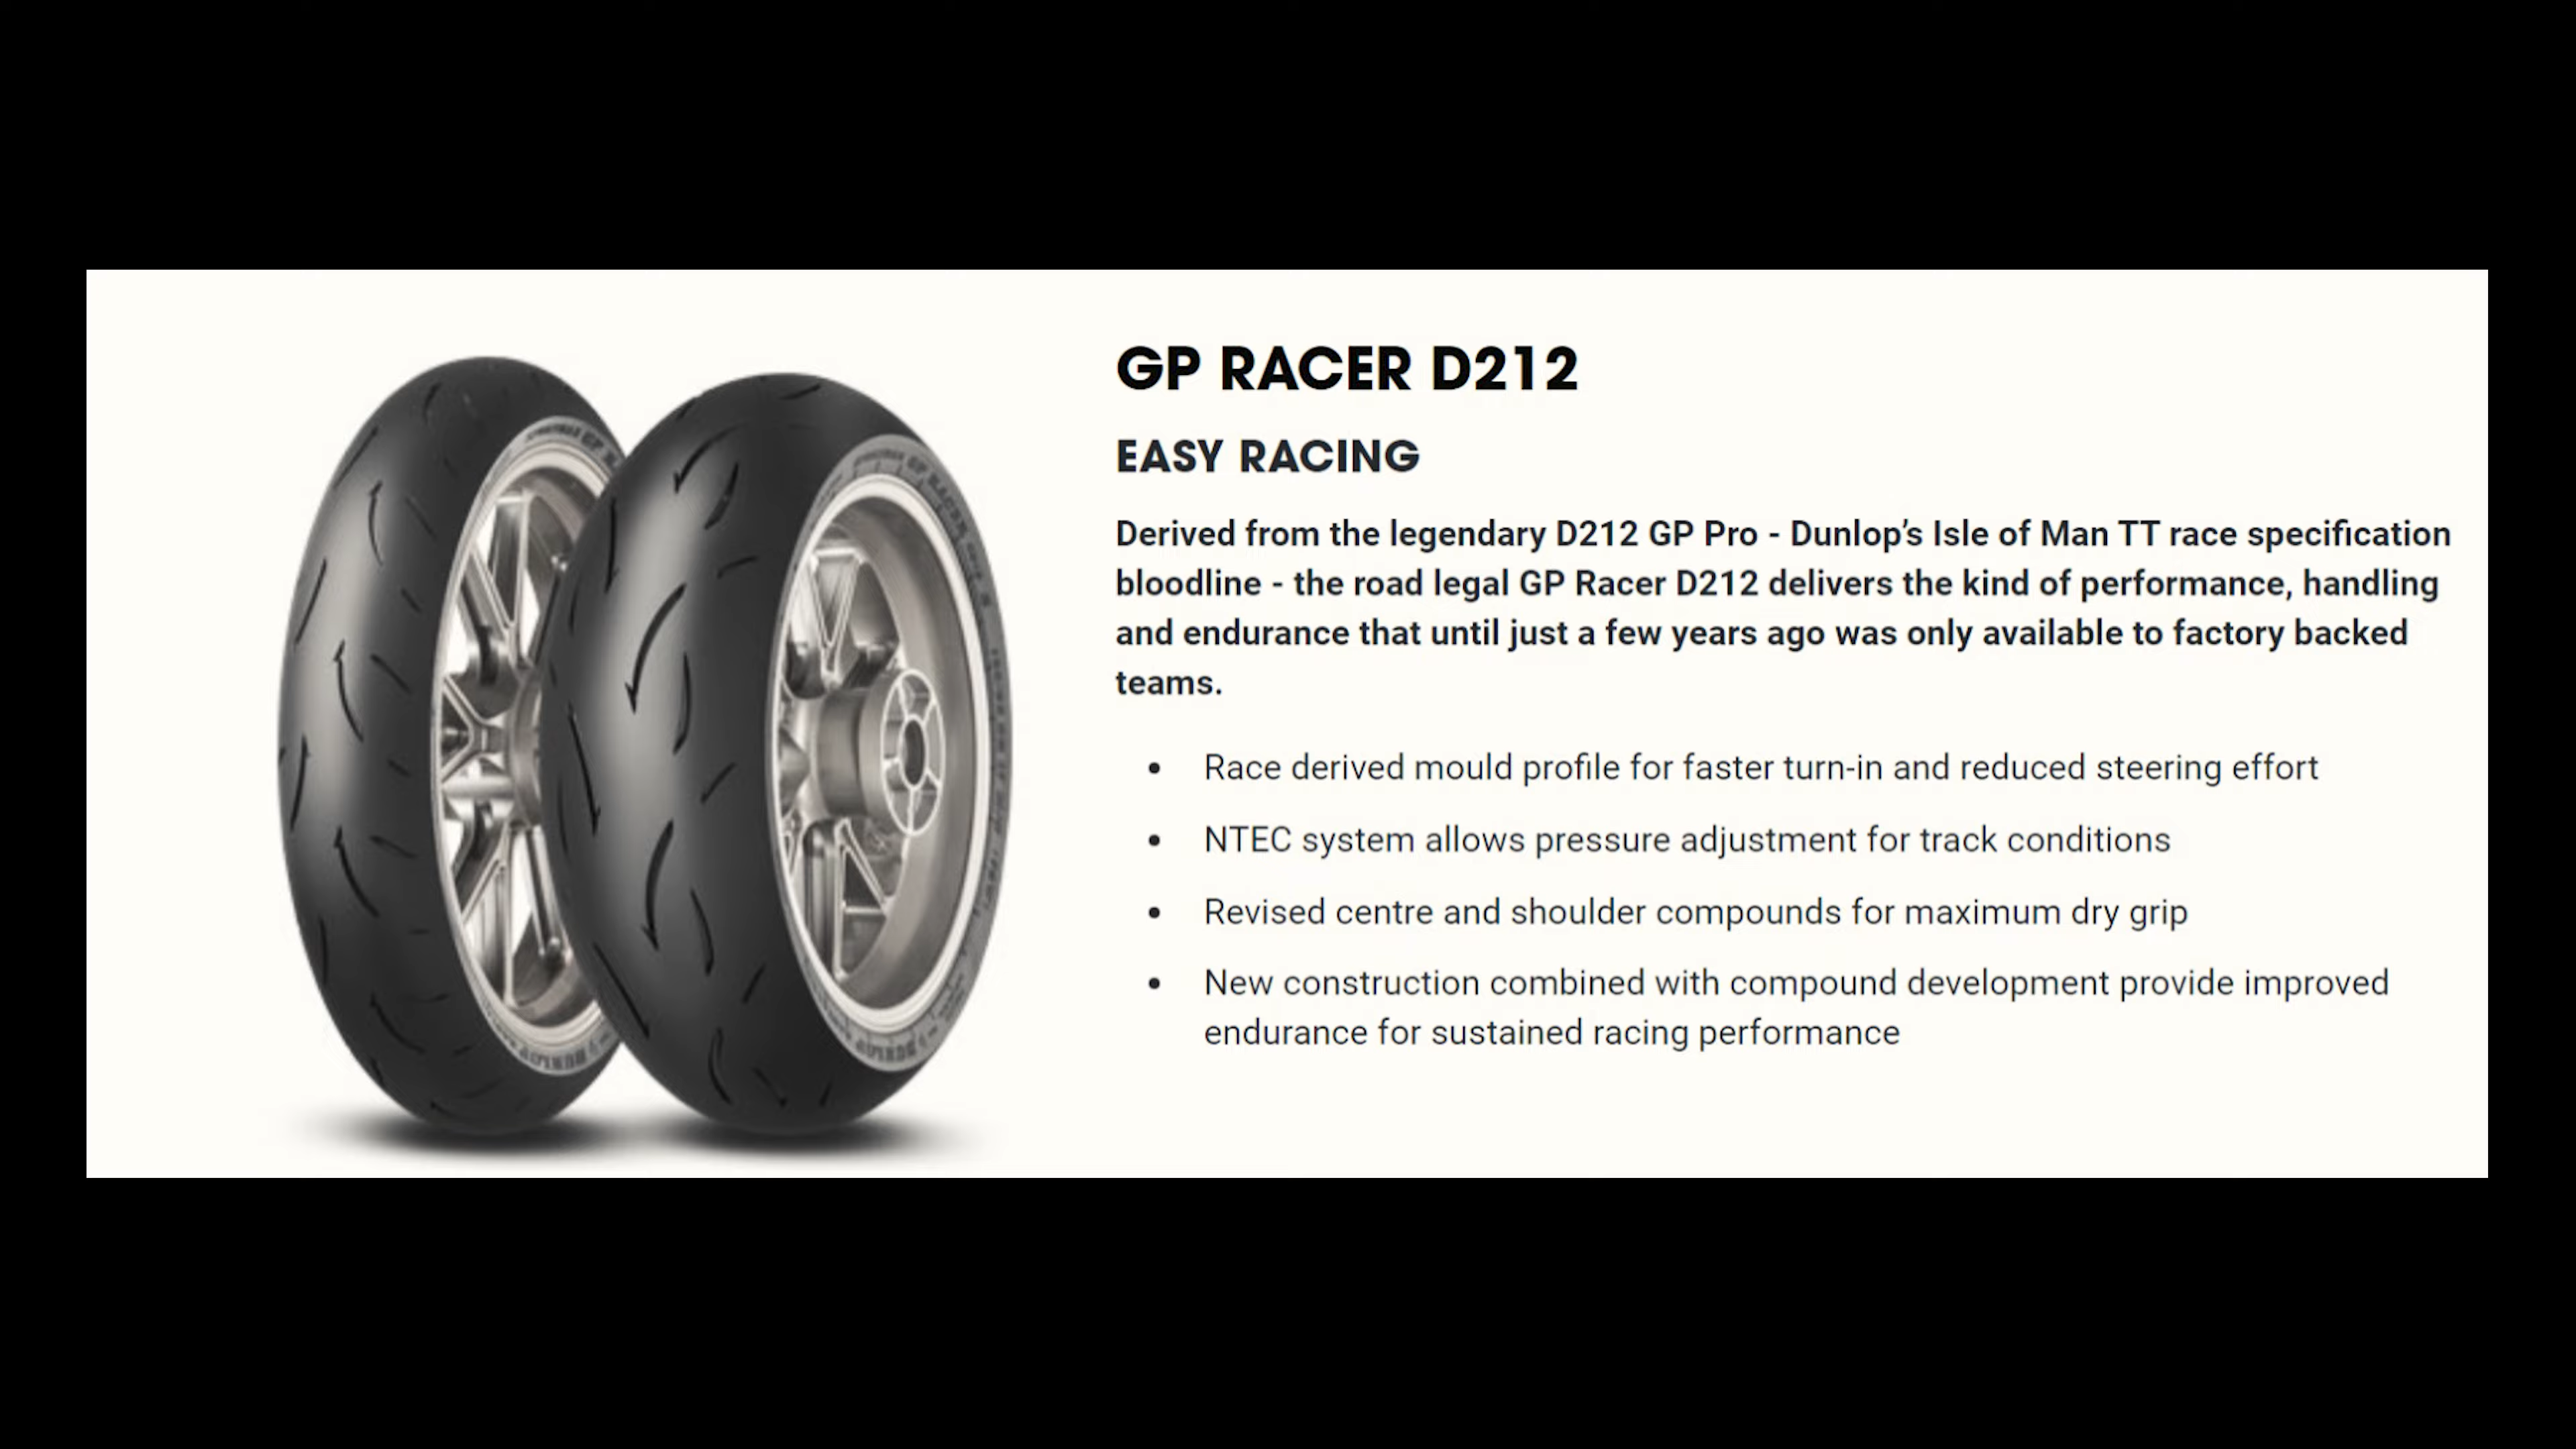 GP RACER D212
EASY RACING
Derived from the legendary D212 GP Pro - Dunlop’s Isle of Man TT race specification
bloodline - the road legal GP Racer D212 delivers the kind of performance, handling
and endurance that until just a few years ago was only available to factory backed
teams.
• Race derived mould profile for faster turn-in and reduced steering effort
• NTEC system allows pressure adjustment for track conditions
• Revised centre and shoulder compounds for maximum dry grip
• New construction combined with compound development provide improved
endurance for sustained racing performance